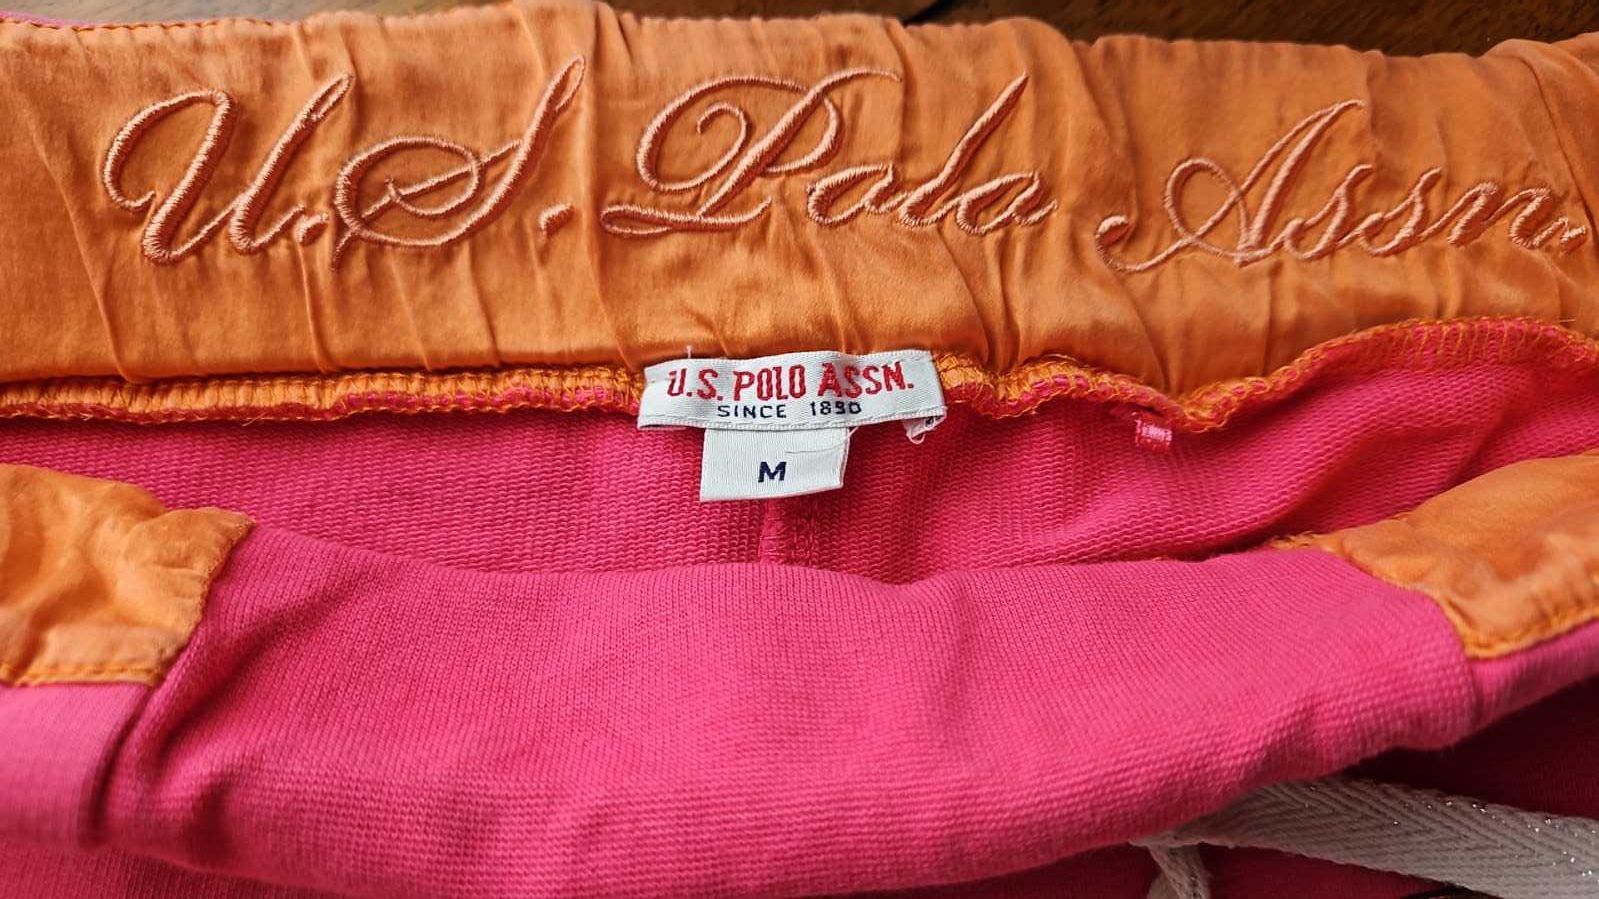 U.S. Polo Assn.
U.S. POLO ASSN.
SINCE 1890
M